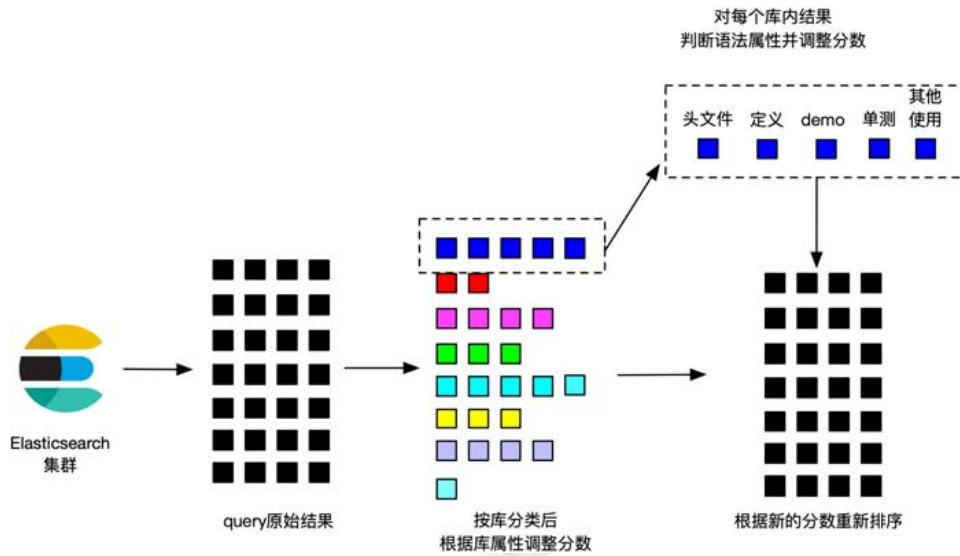 对每个库内结果
判断语法属性并调整分数
头文件
定义
demo
单测
其他
使用
Elasticsearch
集群
query原始结果
按库分类后
根据库属性调整分数
根据新的分数重新排序